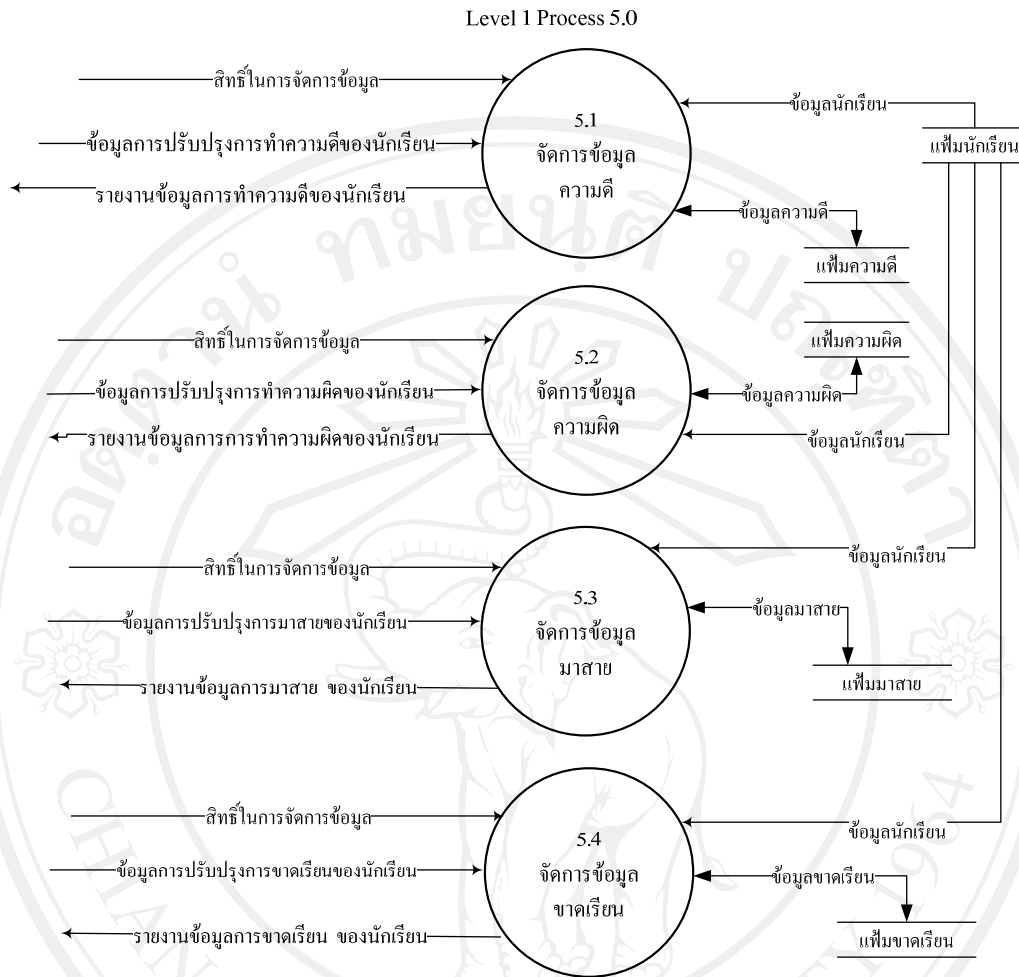 Level 1 Process 5.0
สิทธิ์ในการจัดการข้อมูล
ข้อมูลการปรับปรุงการทำความดีของนักเรียน
รายงานข้อมูลการทำความดีของนักเรียน
5.1
จัดการข้อมูล
ความดี
ข้อมูลนักเรียน
แฟ้มนักเรียน
ข้อมูลความดี
แฟ้มความดี
สิทธิ์ในการจัดการข้อมูล
ข้อมูลการปรับปรุงการทำความผิดของนักเรียน
รายงานข้อมูลการการทำความผิดของนักเรียน
5.2
จัดการข้อมูล
ความผิด
แฟ้มความผิด
ข้อมูลความผิด
ข้อมูลนักเรียน
สิทธิ์ในการจัดการข้อมูล
ข้อมูลการปรับปรุงการมาสายของนักเรียน
รายงานข้อมูลการมาสาย ของนักเรียน
5.3
จัดการข้อมูล
มาสาย
ข้อมูลนักเรียน
ข้อมูลมาสาย
แฟ้มมาสาย
สิทธิ์ในการจัดการข้อมูล
ข้อมูลการปรับปรุงการขาดเรียนของนักเรียน
รายงานข้อมูลการขาดเรียน ของนักเรียน
5.4
จัดการข้อมูล
ขาดเรียน
ข้อมูลนักเรียน
ข้อมูลขาดเรียน
แฟ้มขาดเรียน
อตฺตานํ ทมยนฺติ ปณฺฑิตา
1964